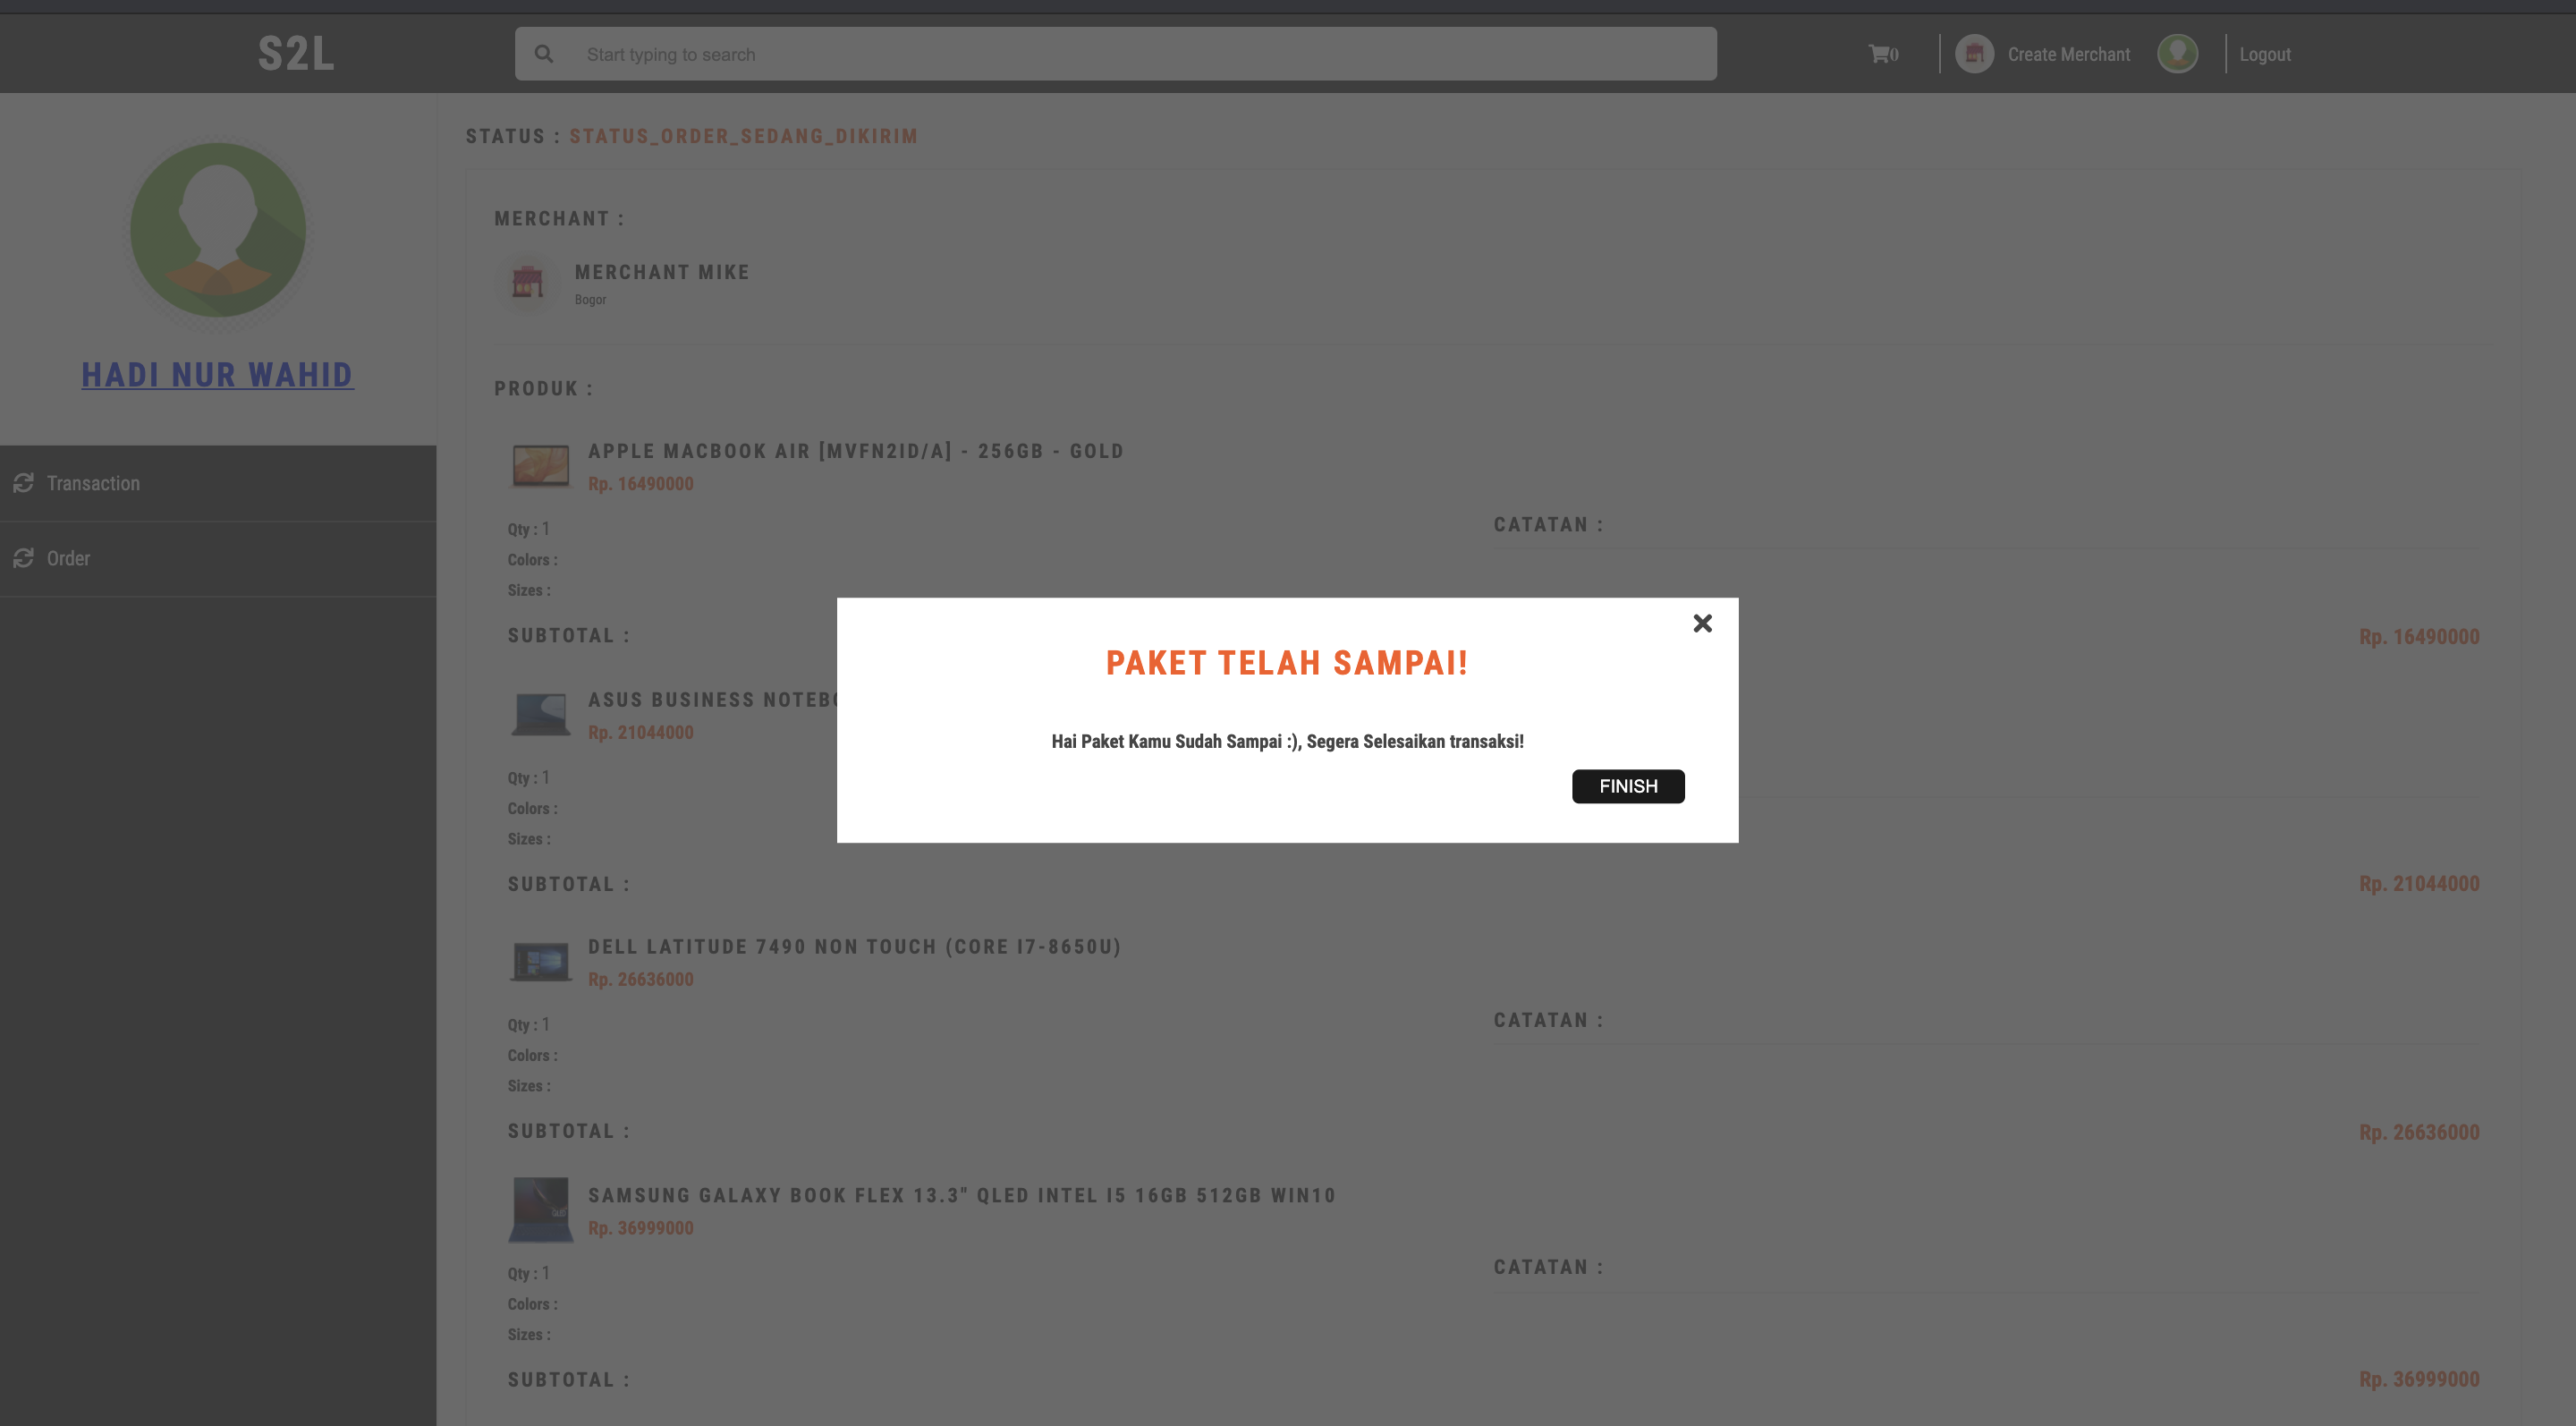 S2L
Start typing to search
0
Create Merchant
Logout
HADI NUR WAHID
Transaction
Order
STATUS : STATUS_ORDER_SEDANG_DIKIRIM
MERCHANT :
MERCHANT MIKE
Bogor
PRODUK :
APPLE MACBOOK AIR [MVFN2ID/A] - 256GB - GOLD
Rp. 16490000
Qty : 1
CATATAN :
Colors :
Sizes :
SUBTOTAL :
Rp. 16490000
PAKET TELAH SAMPAI!
Hai Paket Kamu Sudah Sampai :), Segera Selesaikan transaksi!
FINISH
ASUS BUSINESS
Rp. 21044000
Qty : 1
Colors :
Sizes :
SUBTOTAL :
Rp. 21044000
DELL LATITUDE 7490 NON TOUCH (CORE I7-8650U)
Rp. 26636000
Qty : 1
CATATAN :
Colors :
Sizes :
SUBTOTAL :
Rp. 26636000
SAMSUNG GALAXY BOOK FLEX 13.3" QLED INTEL I5 16GB 512GB WIN10
Rp. 36999000
Qty : 1
CATATAN :
Colors :
Sizes :
SUBTOTAL :
Rp. 36999000